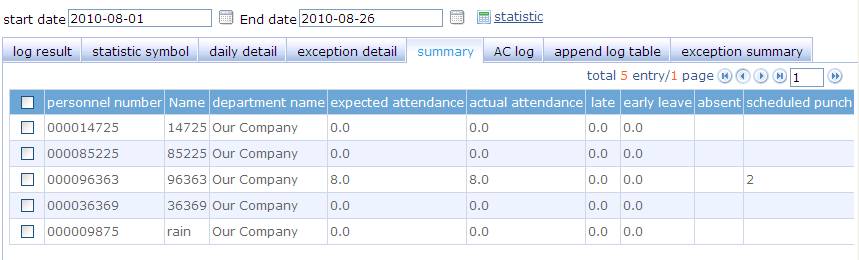 start date 2010-08-01 End date 2010-08-26 statistic
log result statistic symbol daily detail exception detail summary AC log append log table exception summary
total 5 entry/1 page 1
personnel number Name department name expected attendance actual attendance late early leave absent scheduled punch
000014725 14725 Our Company 0.0 0.0 0.0 0.0
000085225 85225 Our Company 0.0 0.0 0.0 0.0
000096363 96363 Our Company 8.0 8.0 0.0 0.0 2
000036369 36369 Our Company 0.0 0.0 0.0 0.0
000009875 rain Our Company 0.0 0.0 0.0 0.0